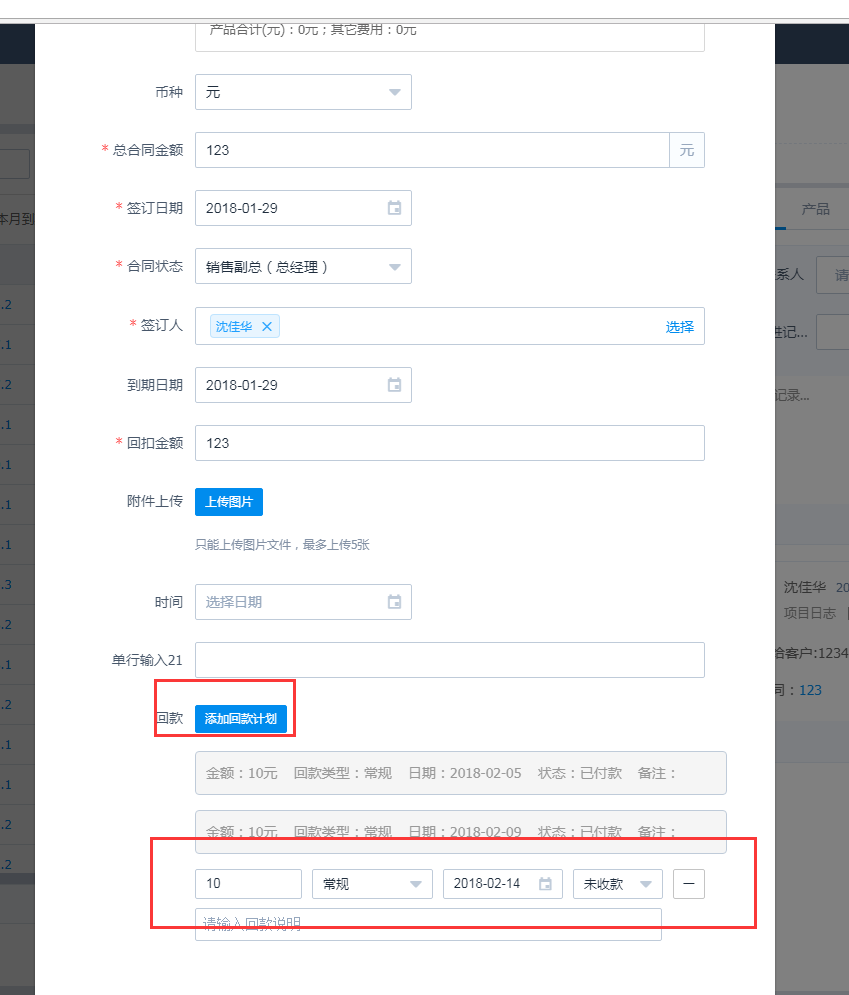 产品合计(元)：0元；其它费用：0元
币种 元
* 总合同金额 123 元
* 签订日期 2018-01-29
* 合同状态 销售副总（总经理）
* 签订人 沈佳华 × 选择
到期日期 2018-01-29
* 回扣金额 123
附件上传 上传图片
只能上传图片文件，最多上传5张
时间 选择日期
单行输入21
回款 添加回款计划
金额：10元 回款类型：常规 日期：2018-02-05 状态：已付款 备注：
金额：10元 回款类型：常规 日期：2018-02-09 状态：已付款 备注：
10 常规 2018-02-14 未收款 —
请输入回款说明
本月到
.2
.1
.2
.1
.1
.1
.1
.3
.2
.1
.2
.1
.1
.2
.2
产品
系人 请
记...
记录...
沈佳华 20
项目日志
给客户:1234
同：123